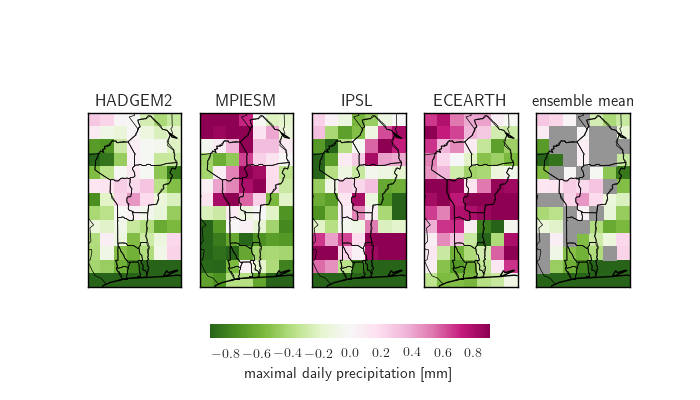 HADGEM2 MPIESM IPSL ECEARTH ensemble mean
−0.8 −0.6 −0.4 −0.2 0.0 0.2 0.4 0.6 0.8
maximal daily precipitation [mm]